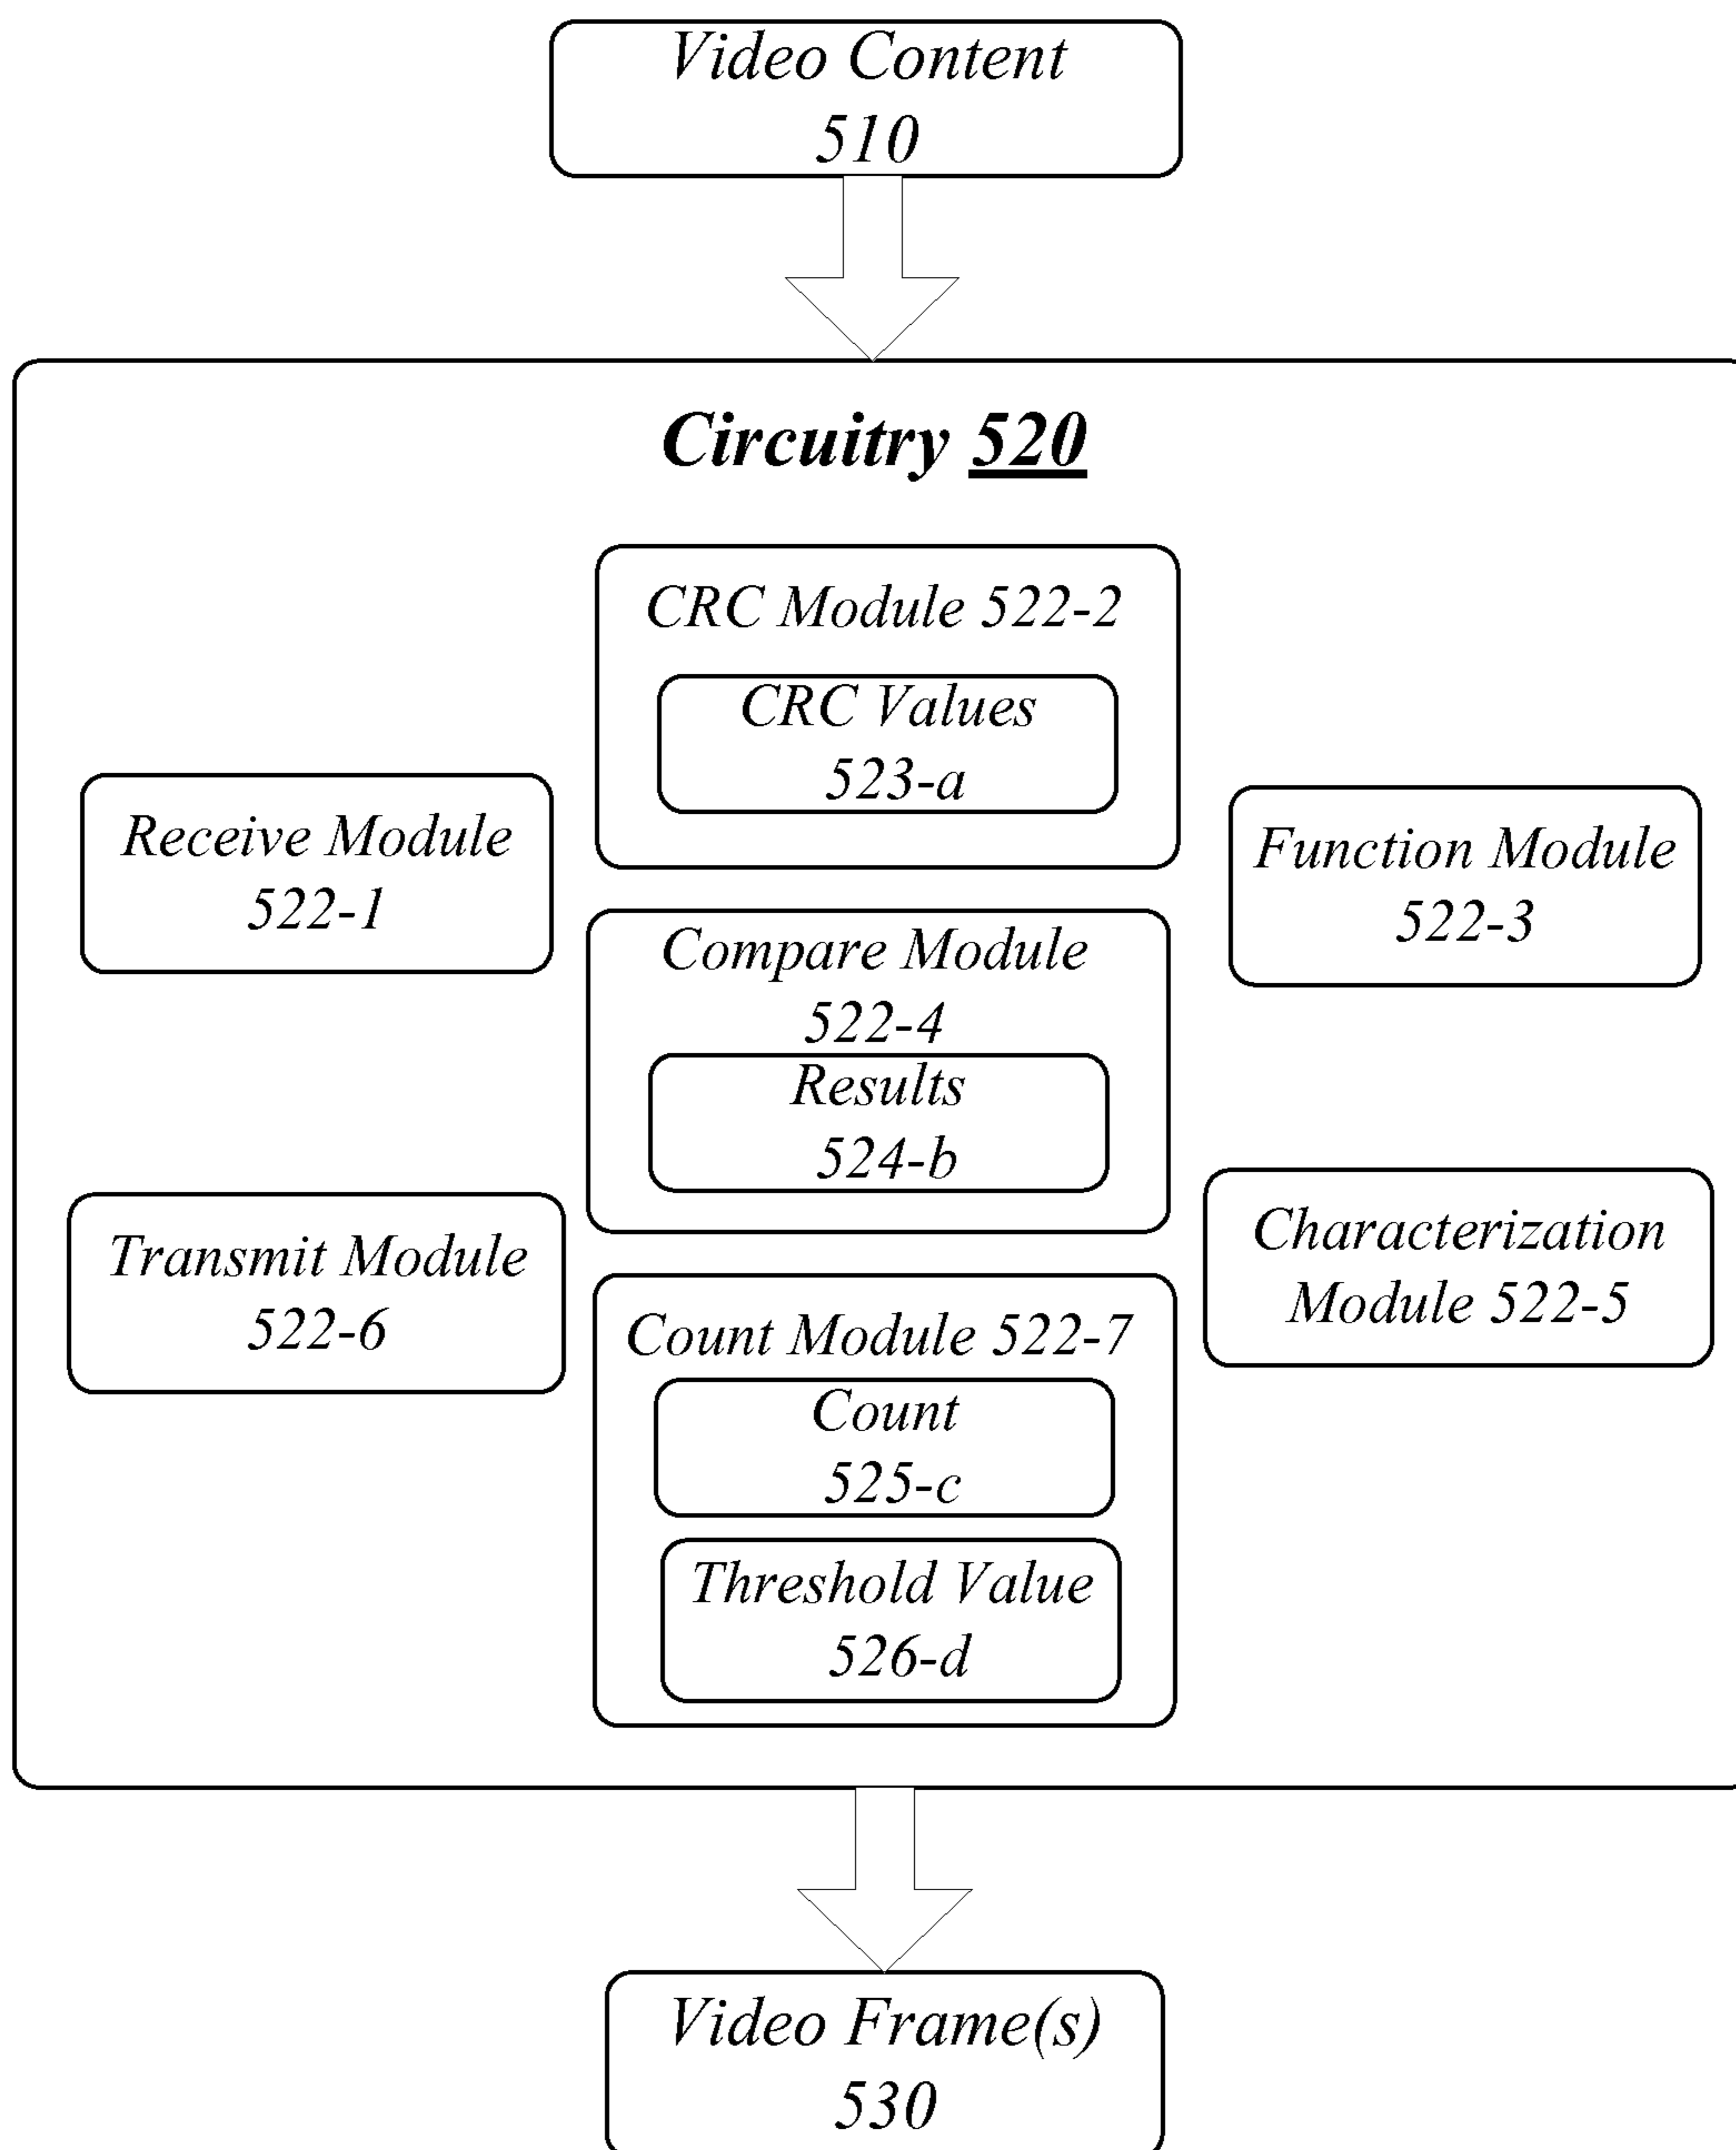 Video Content
510
Circuitry 520
CRC Module 522-2
CRC Values
523-a
Receive Module
522-1
Function Module
522-3
Compare Module
522-4
Results
524-b
Transmit Module
522-6
Characterization
Module 522-5
Count Module 522-7
Count
525-c
Threshold Value
526-d
Video Frame(s)
530